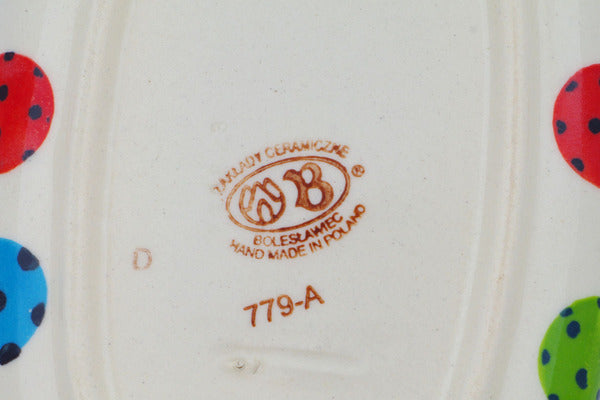 ZAKŁADY CERAMICZNE
B ®
BOLESŁAWIEC
HAND MADE IN POLAND
D
779-A